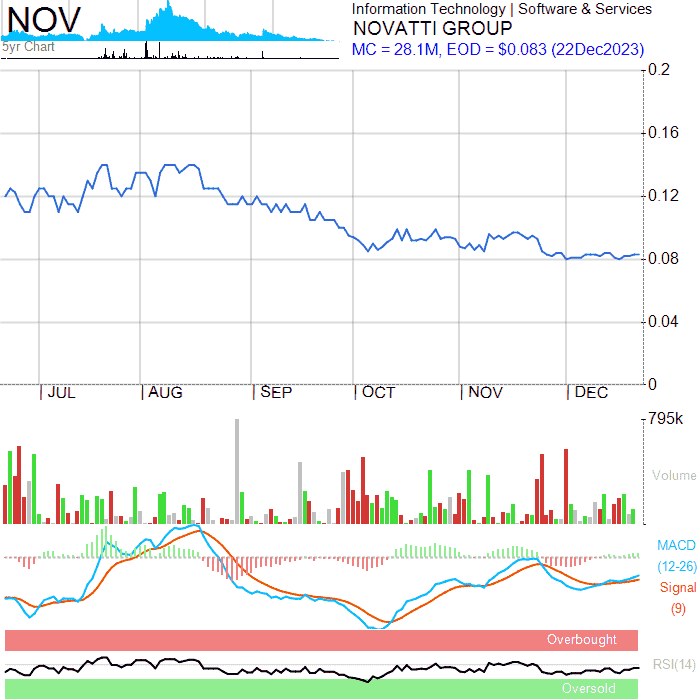 NOV
5yr Chart
Information Technology | Software & Services
NOVATTI GROUP
MC = 28.1M, EOD = $0.083 (22Dec2023)
0.2
0.16
0.12
0.08
0.04
0
JUL AUG SEP OCT NOV DEC
795k
Volume
MACD
(12-26)
Signal
(9)
Overbought
RSI(14)
Oversold